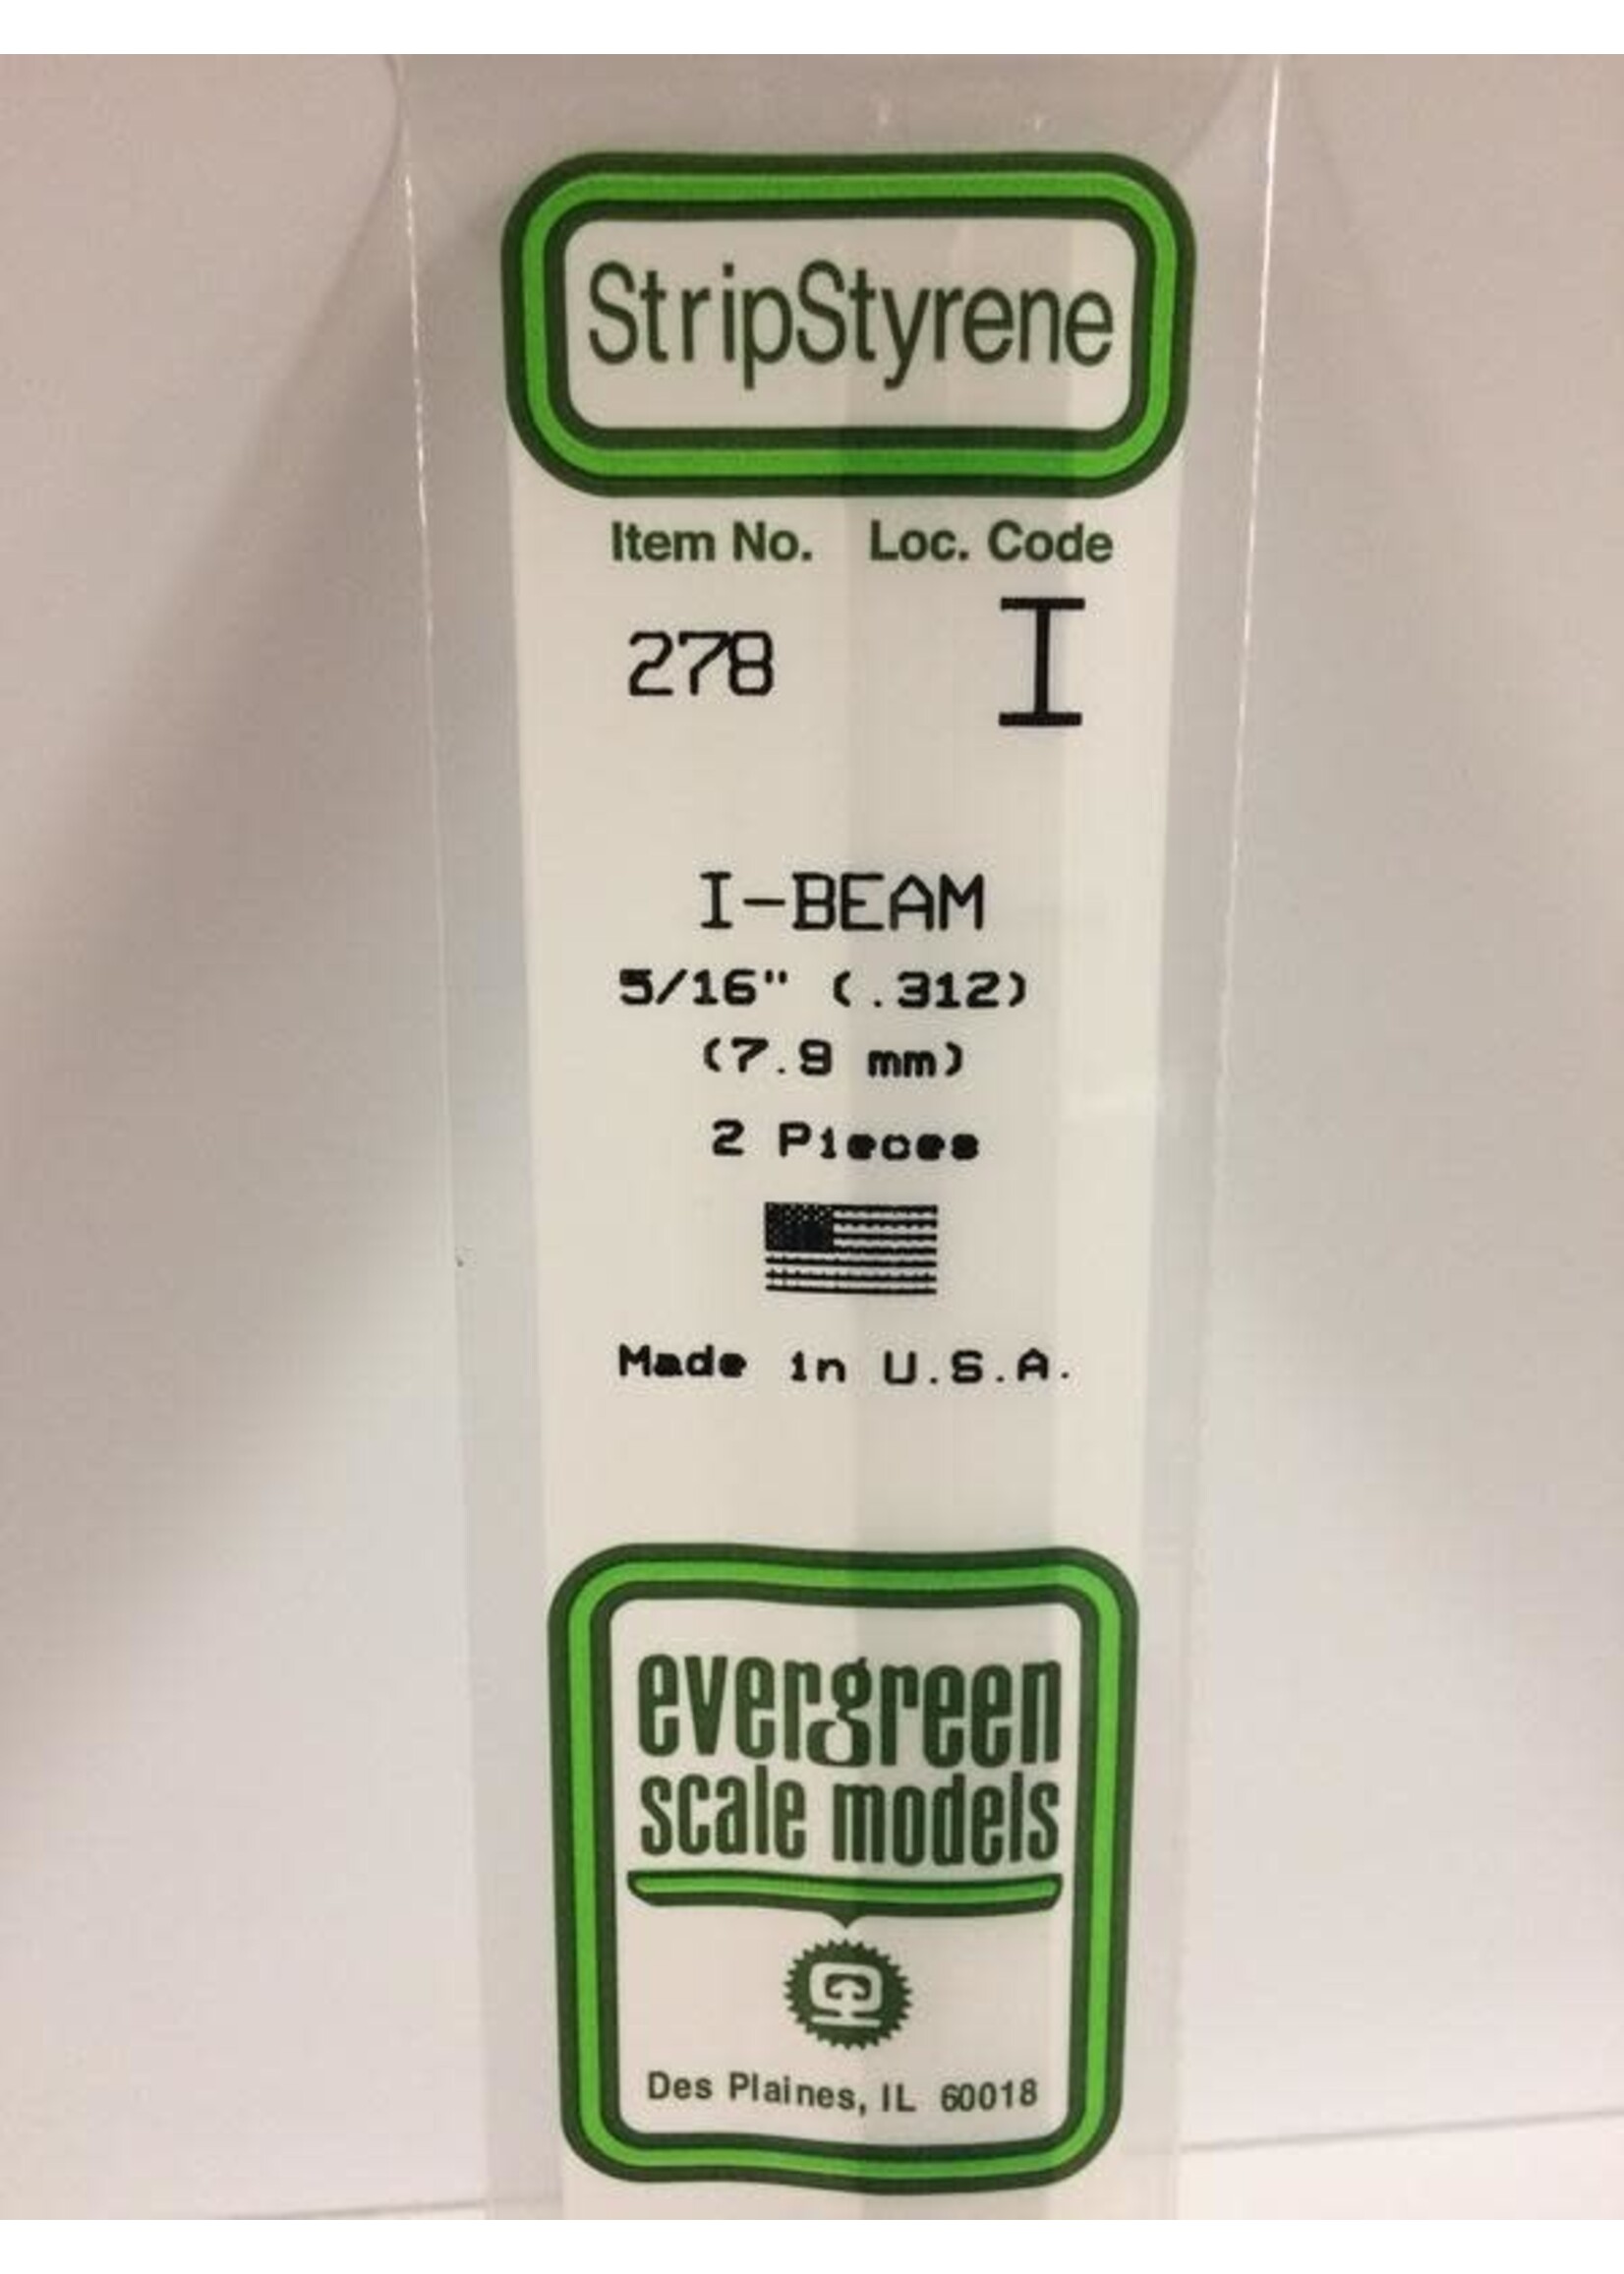 StripStyrene
Item No. Loc. Code
278 I
I-BEAM
5/16" (.312)
(7.9 mm)
2 Pieces
Made in U.S.A.
evergreen
scale models
Des Plaines, IL 60018